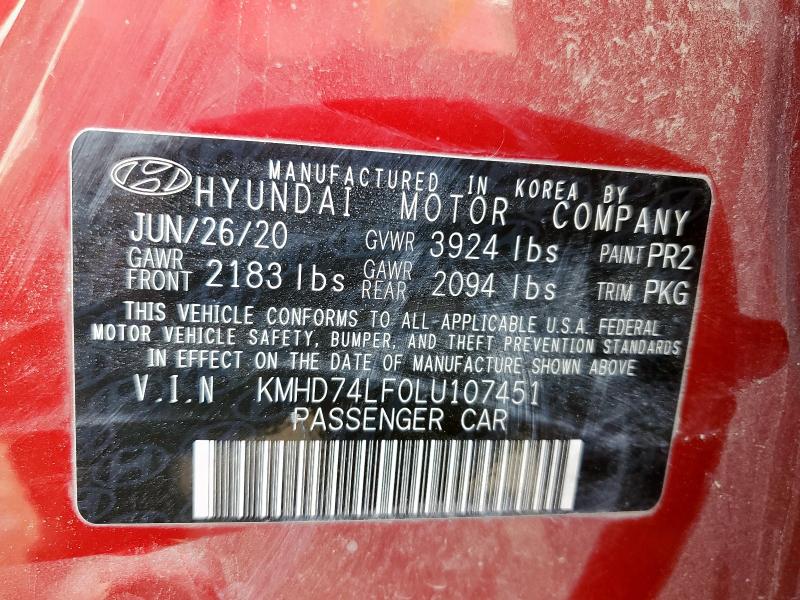 MANUFACTURED IN KOREA BY
HYUNDAI MOTOR COMPANY
JUN/26/20 GVWR 3924 lbs PAINT PR2
GAWR FRONT 2183 lbs GAWR REAR 2094 lbs TRIM PKG
THIS VEHICLE CONFORMS TO ALL APPLICABLE U.S.A. FEDERAL
MOTOR VEHICLE SAFETY, BUMPER, AND THEFT PREVENTION STANDARDS
IN EFFECT ON THE DATE OF MANUFACTURE SHOWN ABOVE
V.I.N KMHD74LF0LU107451
PASSENGER CAR